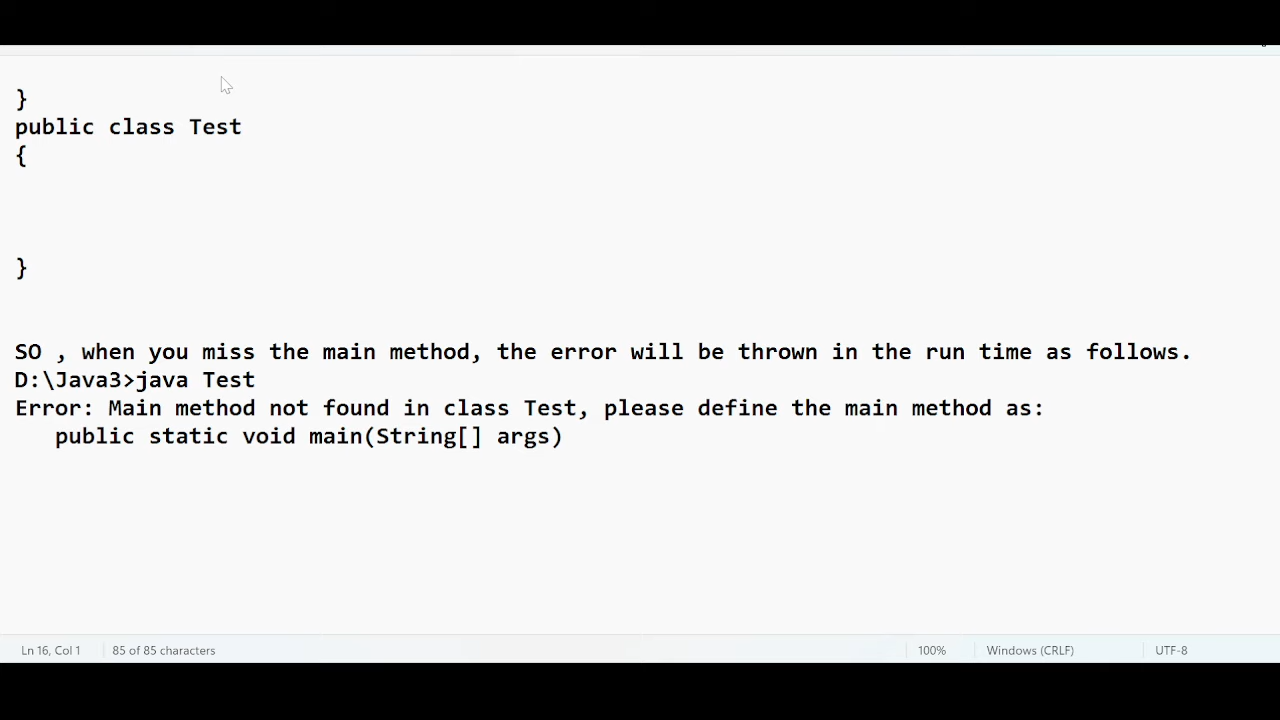 }
public class Test
{
}
SO , when you miss the main method, the error will be thrown in the run time as follows.
D:\Java3>java Test
Error: Main method not found in class Test, please define the main method as:
public static void main(String[] args)
Ln 16, Col 1 85 of 85 characters 100% Windows (CRLF) UTF-8